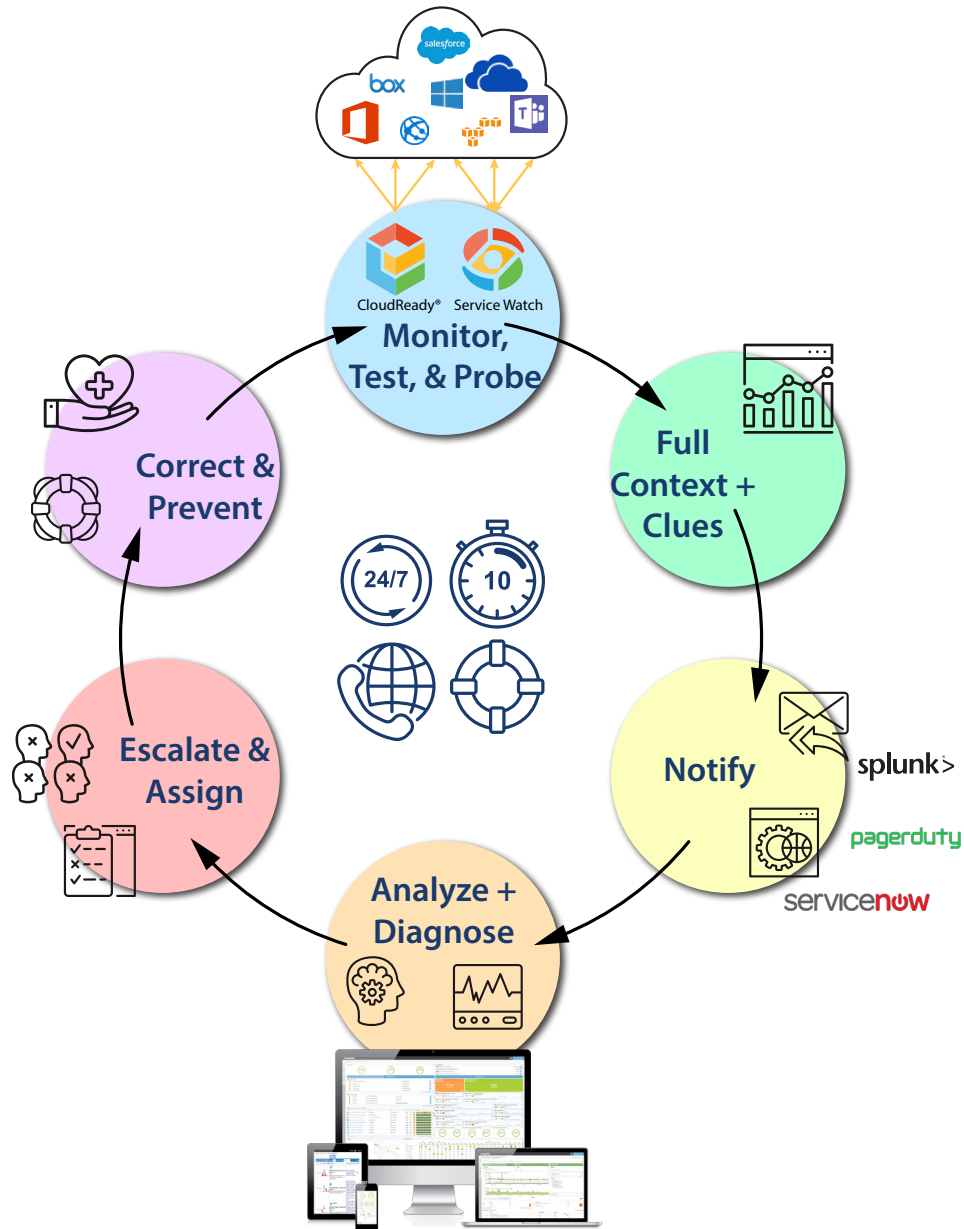 salesforce
box
T
CloudReady®
Service Watch
Monitor,
Test, & Probe
Full
Context +
Clues
Correct &
Prevent
24/7
10
Escalate &
Assign
Notify
splunk>
pagerduty
servicenow
Analyze +
Diagnose